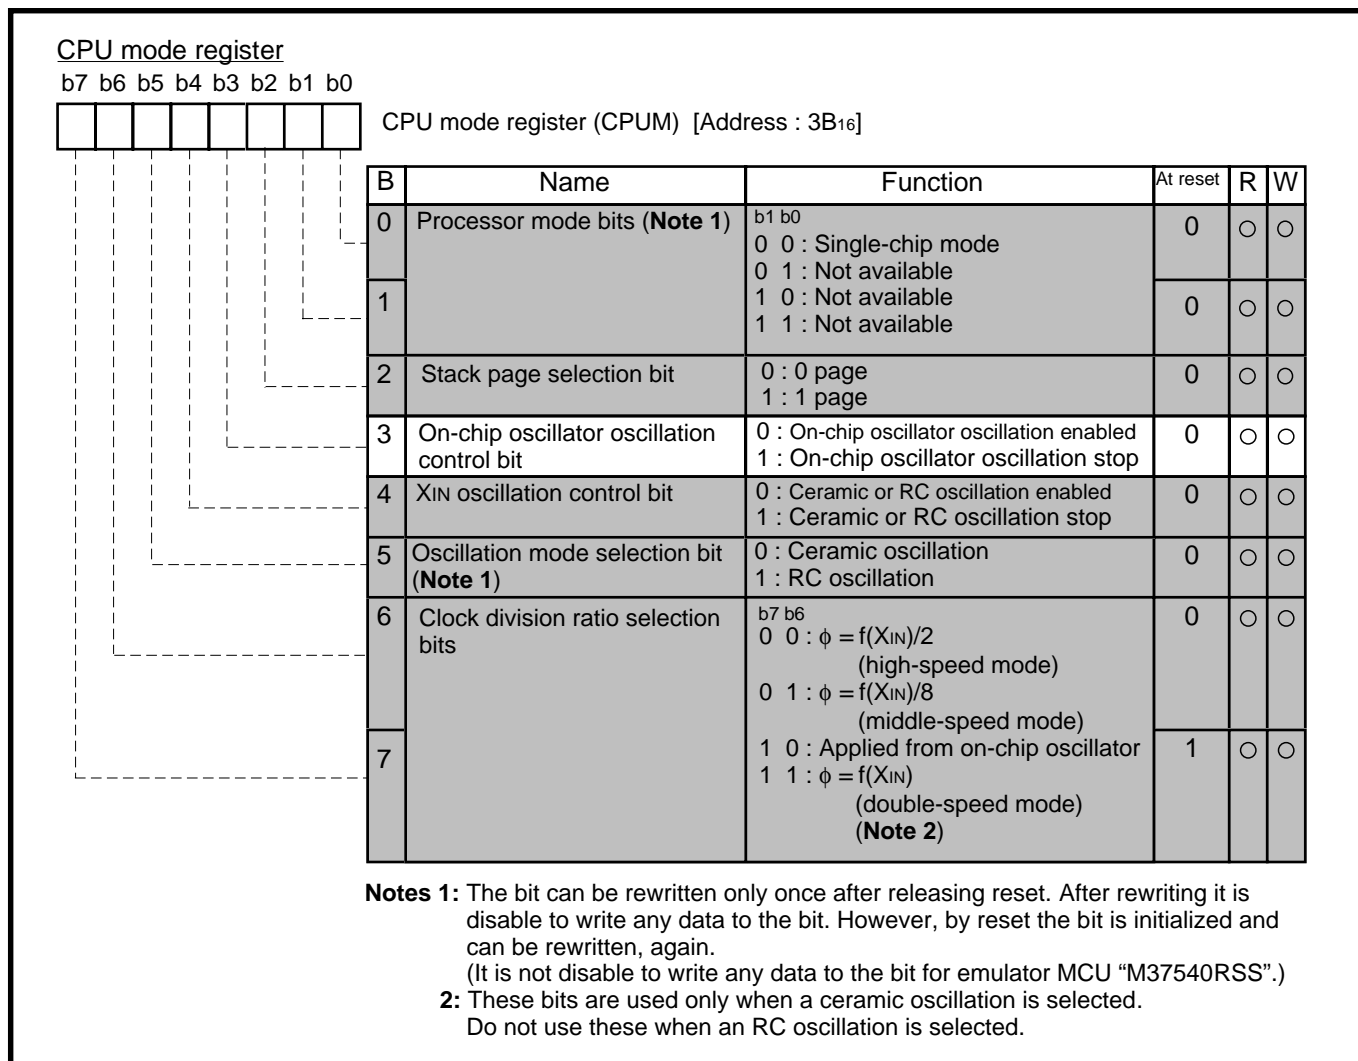 CPU mode register
b7 b6 b5 b4 b3 b2 b1 b0
CPU mode register (CPUM) [Address : 3B16]
B Name Function At reset R W
0 Processor mode bits (Note 1) b1 b0 0 ○ ○
0 0 : Single-chip mode
0 1 : Not available
1 1 0 : Not available 0 ○ ○
1 1 : Not available
2 Stack page selection bit 0 : 0 page 0 ○ ○
1 : 1 page
3 On-chip oscillator oscillation 0 : On-chip oscillator oscillation enabled 0 ○ ○
control bit 1 : On-chip oscillator oscillation stop
4 XIN oscillation control bit 0 : Ceramic or RC oscillation enabled 0 ○ ○
1 : Ceramic or RC oscillation stop
5 Oscillation mode selection bit 0 : Ceramic oscillation 0 ○ ○
(Note 1) 1 : RC oscillation
6 Clock division ratio selection b7 b6 0 ○ ○
bits 0 0 : ϕ = f(XIN)/2
(high-speed mode)
0 1 : ϕ = f(XIN)/8
(middle-speed mode)
7 1 0 : Applied from on-chip oscillator 1 ○ ○
1 1 : ϕ = f(XIN)
(double-speed mode)
(Note 2)
Notes 1: The bit can be rewritten only once after releasing reset. After rewriting it is
disable to write any data to the bit. However, by reset the bit is initialized and
can be rewritten, again.
(It is not disable to write any data to the bit for emulator MCU “M37540RSS”.)
2: These bits are used only when a ceramic oscillation is selected.
Do not use these when an RC oscillation is selected.